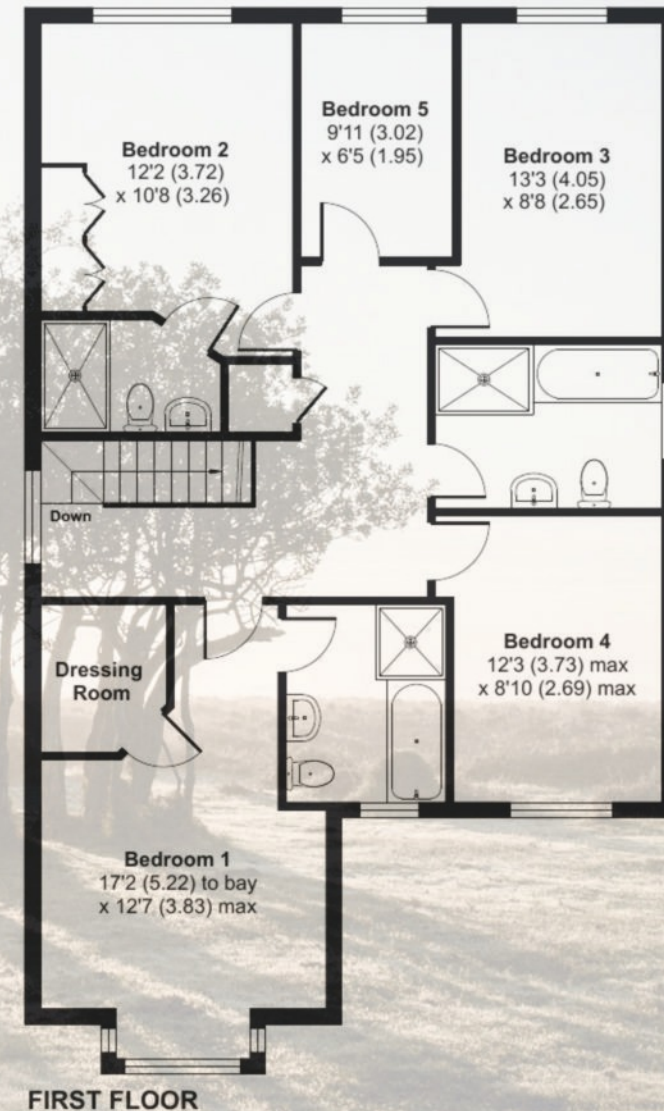 Bedroom 2
12'2 (3.72)
x 10'8 (3.26)
Bedroom 5
9'11 (3.02)
x 6'5 (1.95)
Bedroom 3
13'3 (4.05)
x 8'8 (2.65)
Down
Dressing
Room
Bedroom 4
12'3 (3.73) max
x 8'10 (2.69) max
Bedroom 1
17'2 (5.22) to bay
x 12'7 (3.83) max
FIRST FLOOR